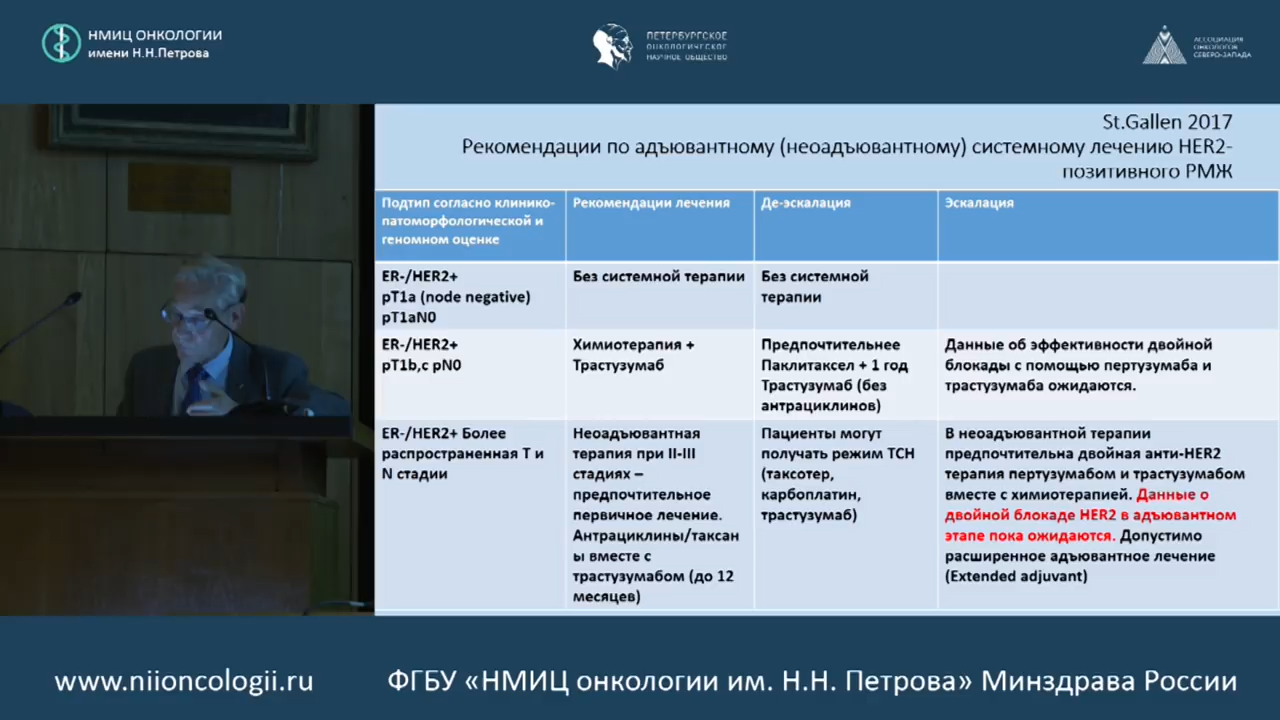 НМИЦ ОНКОЛОГИИ
имени Н.Н.Петрова
ПЕТЕРБУРГСКОЕ
ОНКОЛОГИЧЕСКОЕ
НАУЧНОЕ ОБЩЕСТВО
АССОЦИАЦИЯ
ОНКОЛОГОВ
СЕВЕРО-ЗАПАДА
St.Gallen 2017
Рекомендации по адъювантному (неоадъювантному) системному лечению HER2-
позитивного РМЖ
Подтип согласно клинико-
патоморфологической и
геномном оценке
Рекомендации лечения
Де-эскалация
Эскалация
ER-/HER2+
pT1a (node negative)
pT1aN0
Без системной терапии
Без системной
терапии
ER-/HER2+
pT1b,c pN0
Химиотерапия +
Трастузумаб
Предпочтительнее
Паклитаксел + 1 год
Трастузумаб (без
антрациклинов)
Данные об эффективности двойной
блокады с помощью пертузумаба и
трастузумаба ожидаются.
ER-/HER2+ Более
распространенная T и
N стадии
Неоадъювантная
терапия при II-III
стадиях –
предпочтительное
первичное лечение.
Антрациклины/таксан
ы вместе с
трастузумабом (до 12
месяцев)
Пациенты могут
получать режим ТСН
(таксотер,
карбоплатин,
трастузумаб)
В неоадъювантной терапии
предпочтительна двойная анти-HER2
терапия пертузумабом и трастузумабом
вместе с химиотерапией. Данные о
двойной блокаде HER2 в адъювантном
этапе пока ожидаются. Допустимо
расширенное адъювантное лечение
(Extended adjuvant)
www.niioncologii.ru
ФГБУ «НМИЦ онкологии им. Н.Н. Петрова» Минздрава России